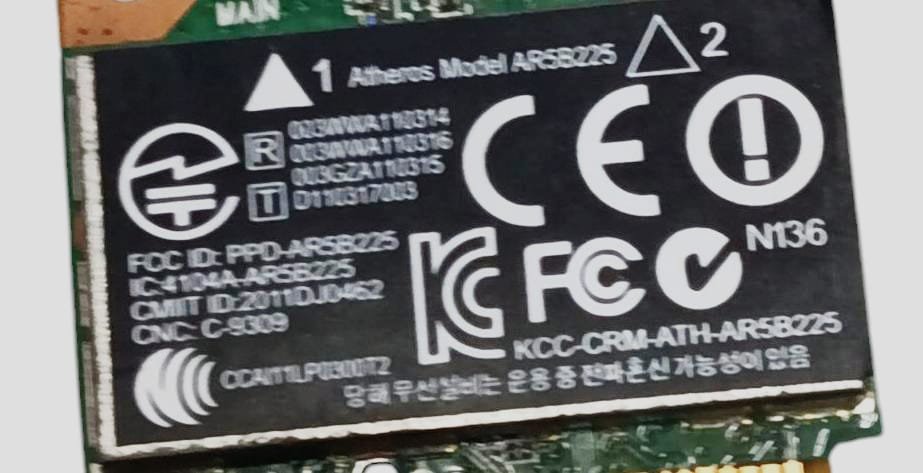 MAIN
1 Atheros Model AR5B225 2
R 003WWA110314
003WWA110316
003GZA110315
T D110317003
CE
FCC ID: PPD-AR5B225
IC:4104A-AR5B225
CMIIT ID:2011DJ0462
CNC: C-9309
FC
N136
KCC-CRM-ATH-AR5B225
CCAI11LP0300T2
당해 무선설비는 운용 중 전파혼신 가능성이 있음